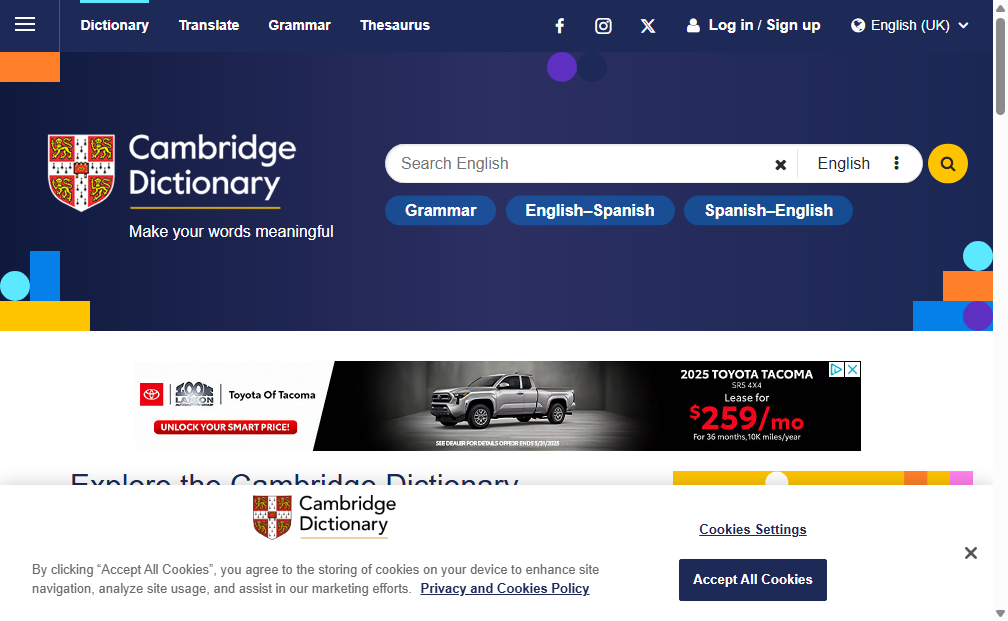 Dictionary Translate Grammar Thesaurus Log in / Sign up English (UK)
Cambridge
Dictionary
Make your words meaningful
Search English English
Grammar English–Spanish Spanish–English
Toyota Of Tacoma
UNLOCK YOUR SMART PRICE!
SEE DEALER FOR DETAILS OFFER ENDS 5/31/2025
2025 TOYOTA TACOMA
SR5 4X4
Lease for
$259/mo
For 36 months,10K miles/year
Explore the Cambridge Dictionary
Cambridge
Dictionary
By clicking “Accept All Cookies”, you agree to the storing of cookies on your device to enhance site
navigation, analyze site usage, and assist in our marketing efforts. Privacy and Cookies Policy
Cookies Settings
Accept All Cookies